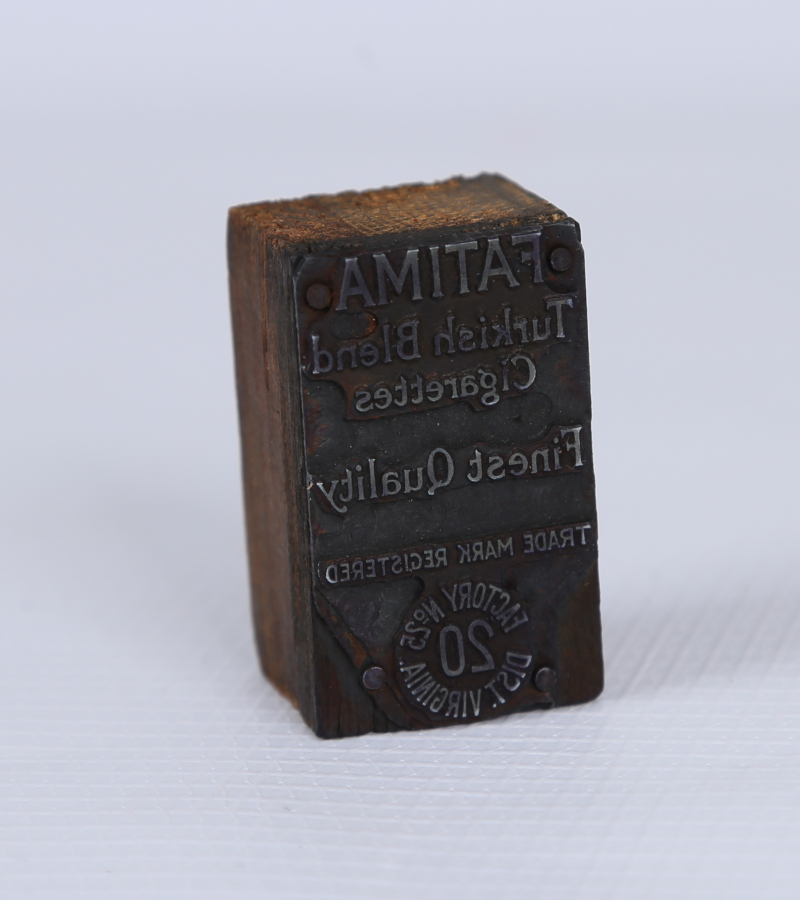 FATIMA
Turkish Blend
Cigarettes
Finest Quality
TRADE MARK REGISTERED
FACTORY No 25
20
DIST. VIRGINIA.